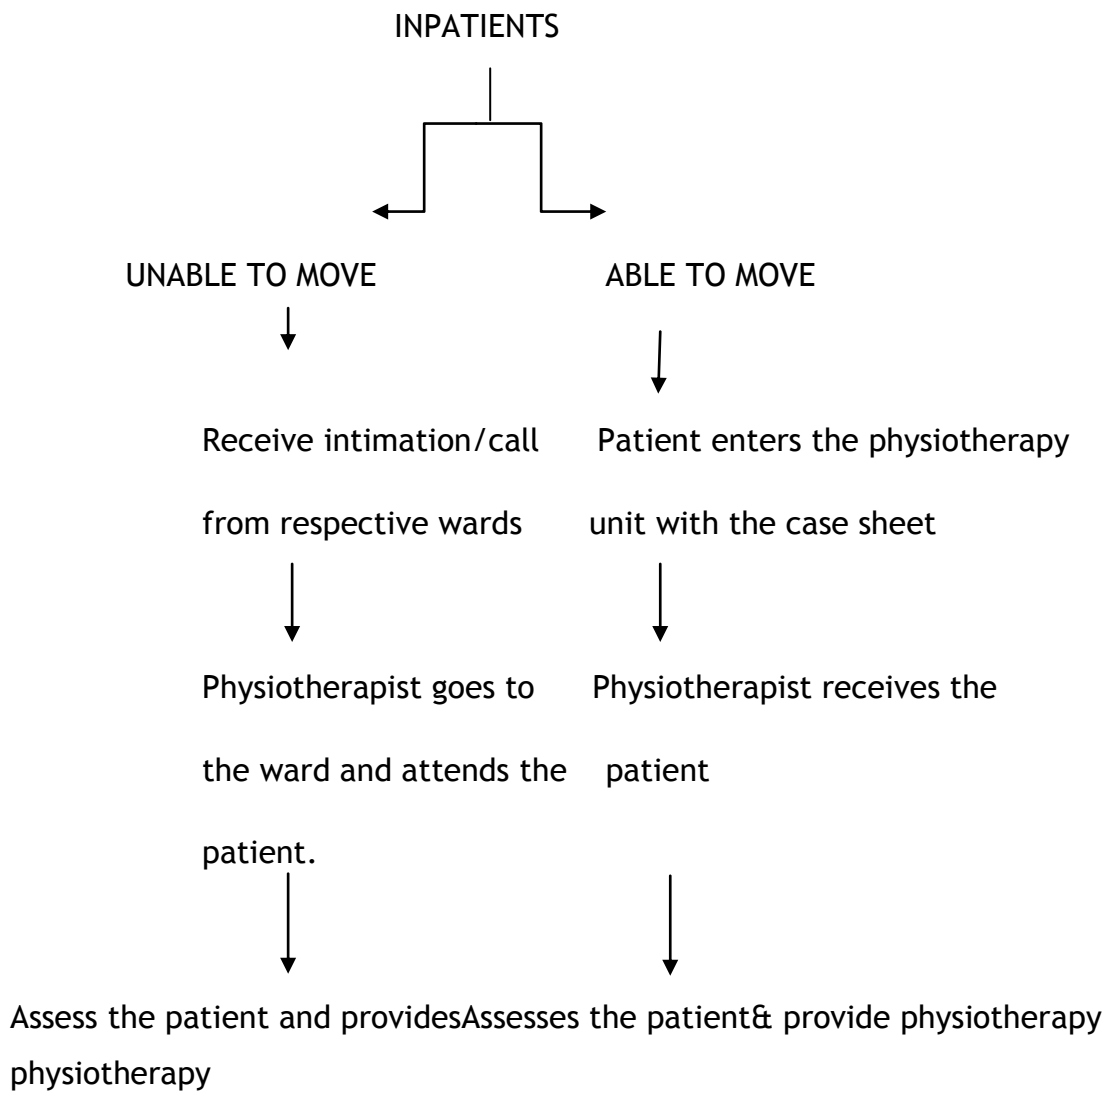 INPATIENTS
UNABLE TO MOVE
ABLE TO MOVE
Receive intimation/call
Patient enters the physiotherapy
from respective wards
unit with the case sheet
Physiotherapist goes to
Physiotherapist receives the
the ward and attends the
patient
patient.
Assess the patient and providesAssesses the patient& provide physiotherapy
physiotherapy